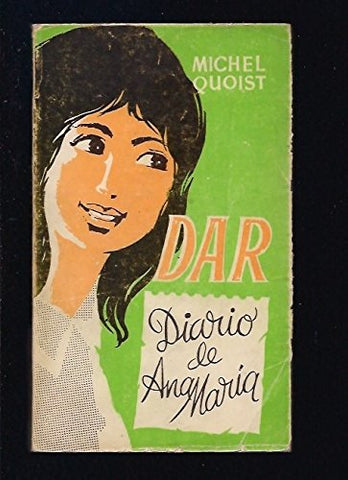 MICHEL
QUOIST
DAR
Diario
de
Ana María